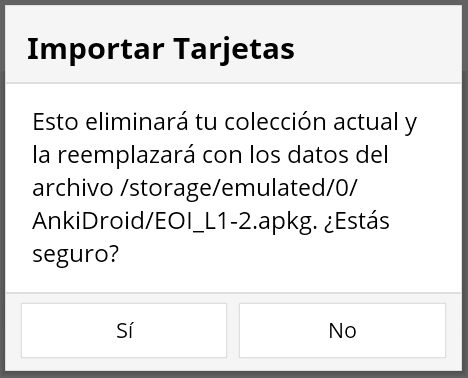 Importar Tarjetas
Esto eliminará tu colección actual y
la reemplazará con los datos del
archivo /storage/emulated/0/
AnkiDroid/EOI_L1-2.apkg. ¿Estás
seguro?
Sí
No